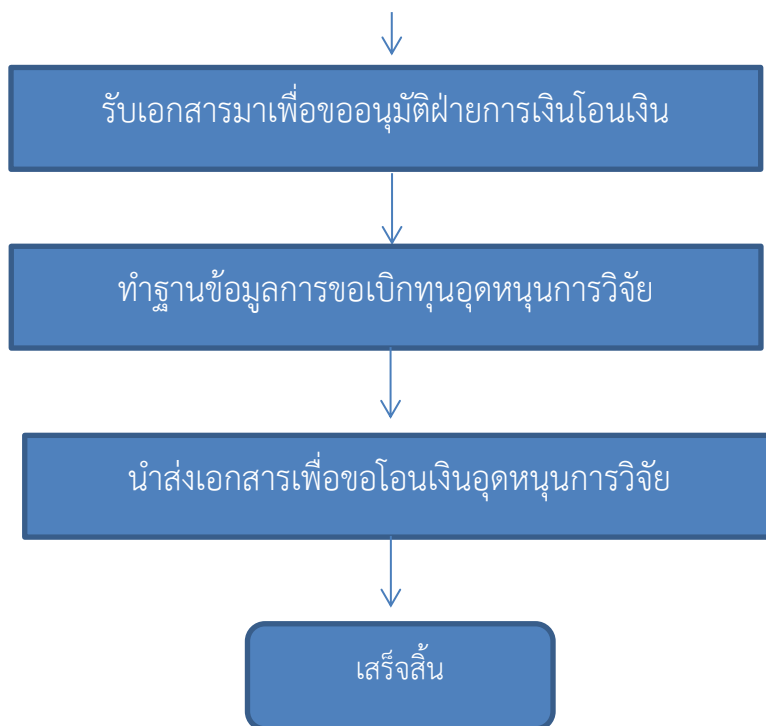 รับเอกสารมาเพื่อขออนุมัติฝ่ายการเงินโอนเงิน
ทำฐานข้อมูลการขอเบิกทุนอุดหนุนการวิจัย
นำส่งเอกสารเพื่อขอโอนเงินอุดหนุนการวิจัย
เสร็จสิ้น